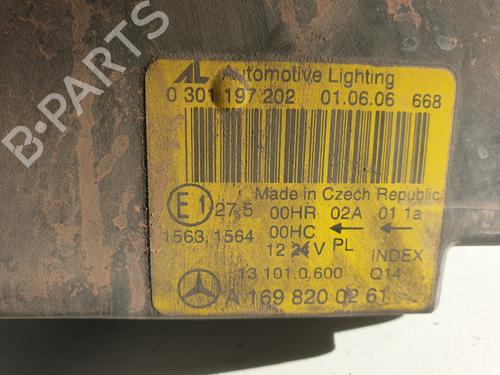 B-PARTS
AL Automotive Lighting
0 301 197 202 01.06.06 668
Made in Czech Republic
E1 27,5 00HR 02A 01 1a
1563, 1564 00HC ← ←
12 24 V PL INDEX
13 101.0.600 Q14
A 169 820 02 61